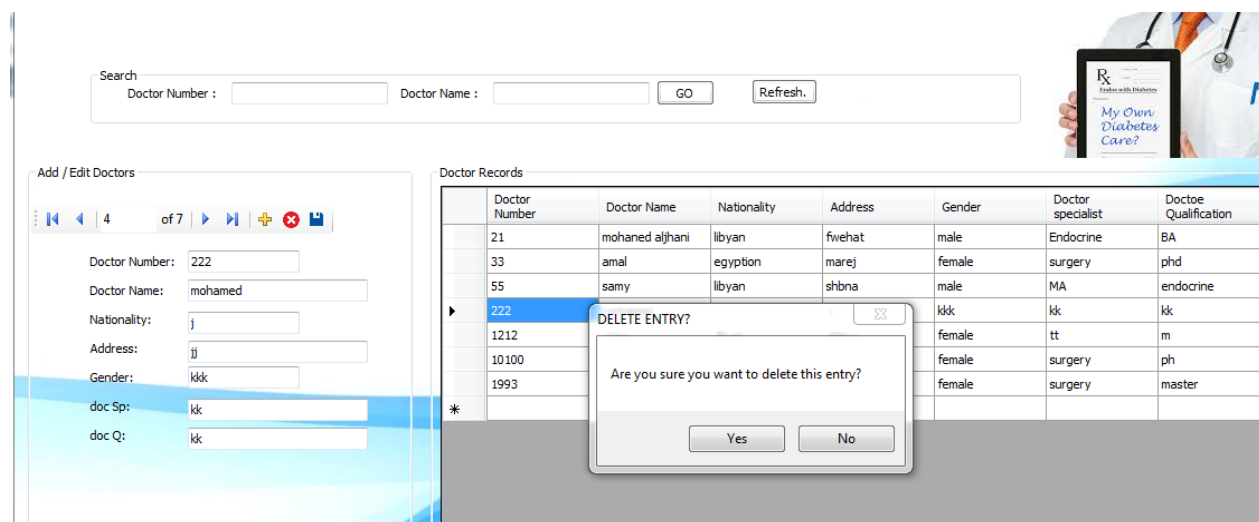 Search
Doctor Number :
Doctor Name :
GO
Refresh.
Rx
Endos with Diabetes
My Own
Diabetes
Care?
Add / Edit Doctors
4 of 7
Doctor Number: 222
Doctor Name: mohamed
Nationality: j
Address: jj
Gender: kkk
doc Sp: kk
doc Q: kk
Doctor Records
Doctor Number Doctor Name Nationality Address Gender Doctor specialist Doctoe Qualification
21 mohaned aljhani libyan fwehat male Endocrine BA
33 amal egyption marej female surgery phd
55 samy libyan shbna male MA endocrine
222 kkk kk kk
1212 female tt m
10100 female surgery ph
1993 female surgery master
DELETE ENTRY?
Are you sure you want to delete this entry?
Yes No